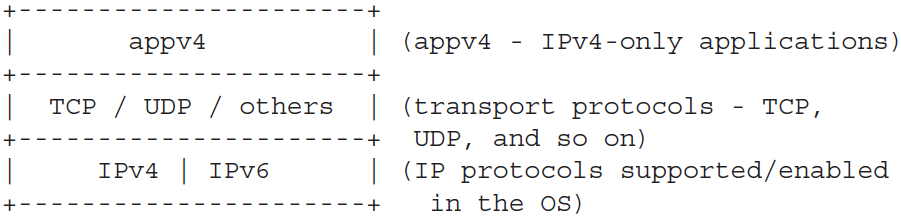 +----------------------+
|       appv4          | (appv4 - IPv4-only applications)
+----------------------+
|  TCP / UDP / others  | (transport protocols - TCP,
+----------------------+  UDP, and so on)
|     IPv4 | IPv6      | (IP protocols supported/enabled
+----------------------+   in the OS)